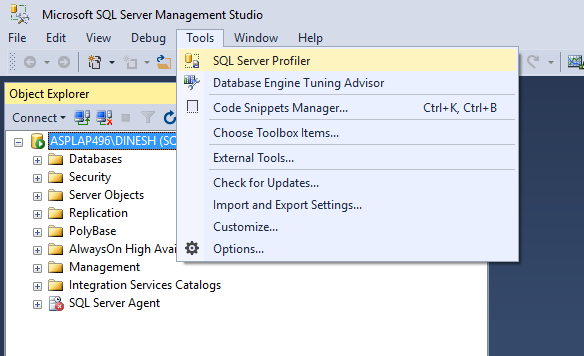 Microsoft SQL Server Management Studio
File Edit View Debug Tools Window Help
SQL Server Profiler
Database Engine Tuning Advisor
Code Snippets Manager... Ctrl+K, Ctrl+B
Choose Toolbox Items...
External Tools...
Check for Updates...
Import and Export Settings...
Customize...
Options...
Object Explorer
Connect
ASPLAP496\DINESH (SQ
Databases
Security
Server Objects
Replication
PolyBase
AlwaysOn High Avai
Management
Integration Services Catalogs
SQL Server Agent